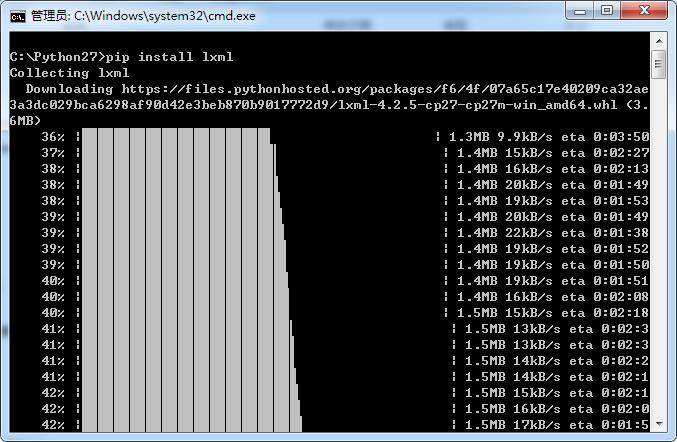 管理员: C:\Windows\system32\cmd.exe
C:\Python27>pip install lxml
Collecting lxml
  Downloading https://files.pythonhosted.org/packages/f6/4f/07a65c17e40209ca32ae
3a3dc029bca6298af90d42e3beb870b9017772d9/lxml-4.2.5-cp27-cp27m-win_amd64.whl (3.
6MB)
36% | | 1.3MB 9.9kB/s eta 0:03:50
37% | | 1.4MB 15kB/s eta 0:02:27
38% | | 1.4MB 16kB/s eta 0:02:13
38% | | 1.4MB 20kB/s eta 0:01:49
38% | | 1.4MB 19kB/s eta 0:01:53
39% | | 1.4MB 20kB/s eta 0:01:49
39% | | 1.4MB 22kB/s eta 0:01:38
39% | | 1.4MB 19kB/s eta 0:01:52
39% | | 1.4MB 19kB/s eta 0:01:50
40% | | 1.4MB 19kB/s eta 0:01:51
40% | | 1.4MB 16kB/s eta 0:02:08
40% | | 1.5MB 15kB/s eta 0:02:18
41% | | 1.5MB 13kB/s eta 0:02:3
41% | | 1.5MB 13kB/s eta 0:02:3
41% | | 1.5MB 14kB/s eta 0:02:2
41% | | 1.5MB 14kB/s eta 0:02:1
42% | | 1.5MB 15kB/s eta 0:02:1
42% | | 1.5MB 16kB/s eta 0:02:0
42% | | 1.5MB 17kB/s eta 0:01:5